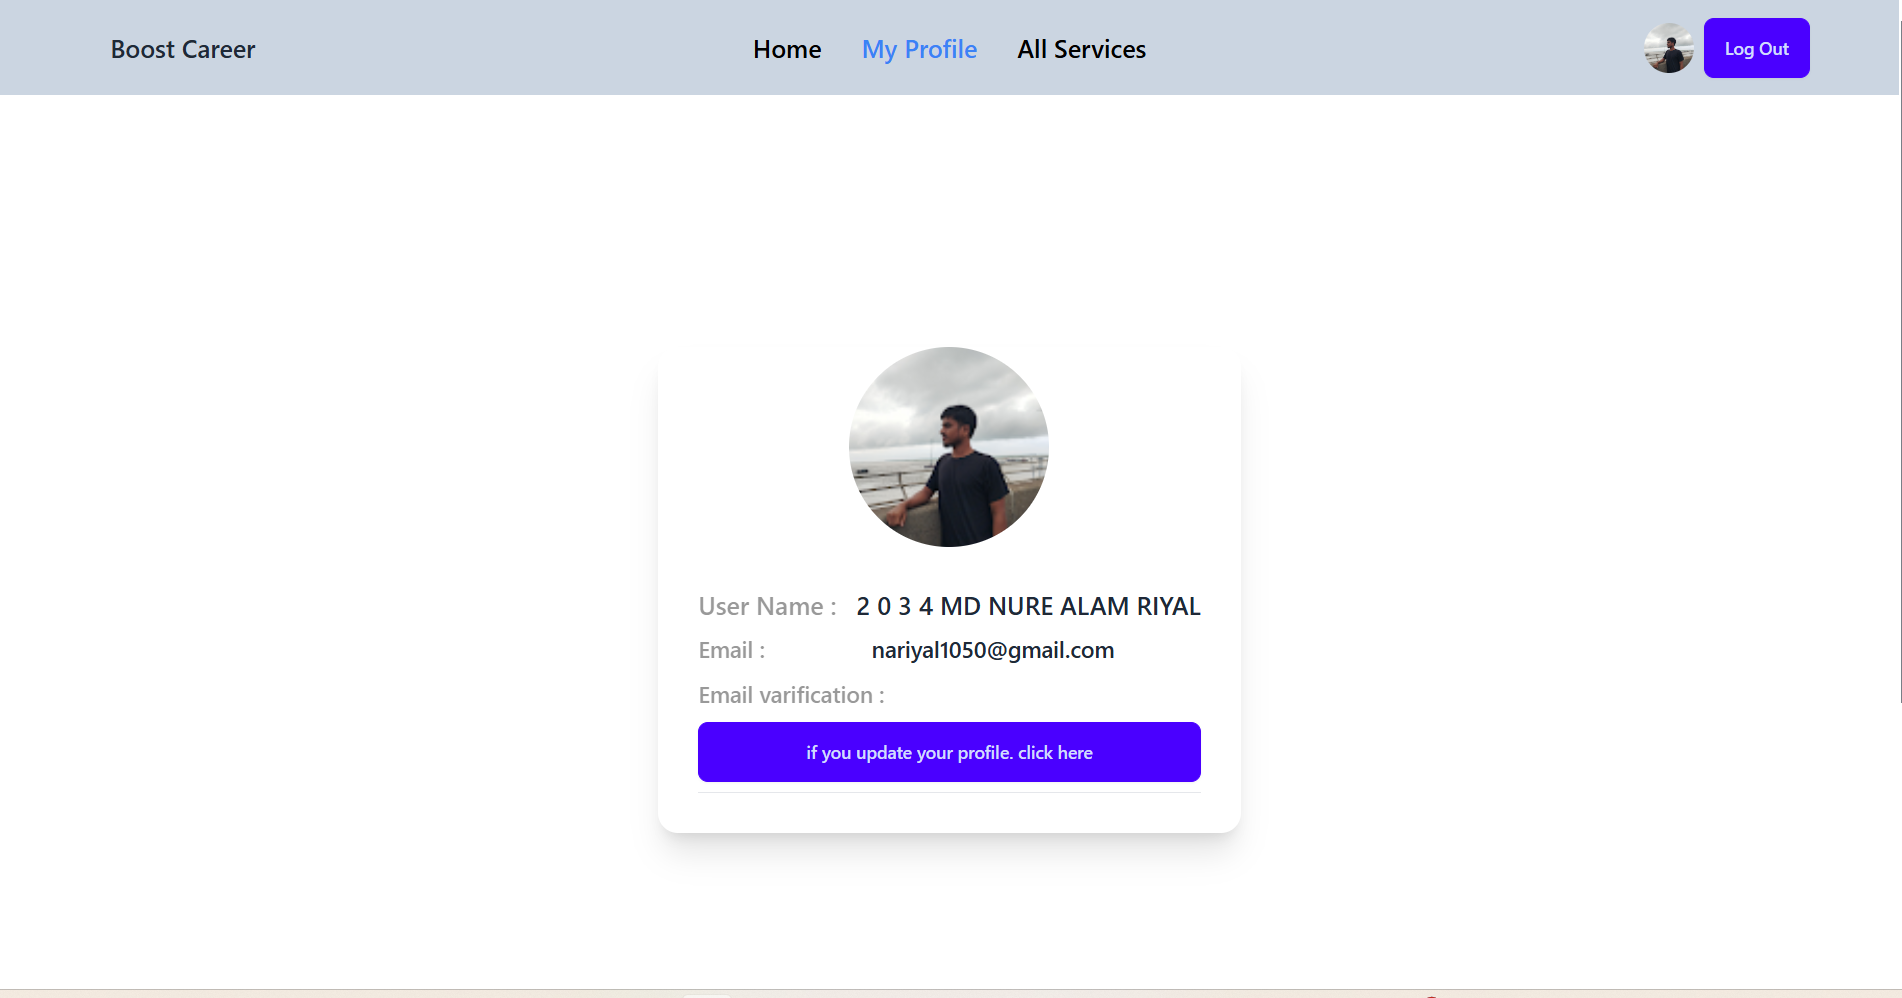 Boost Career
Home My Profile All Services
Log Out
User Name : 2 0 3 4 MD NURE ALAM RIYAL
Email : nariyal1050@gmail.com
Email varification :
if you update your profile. click here